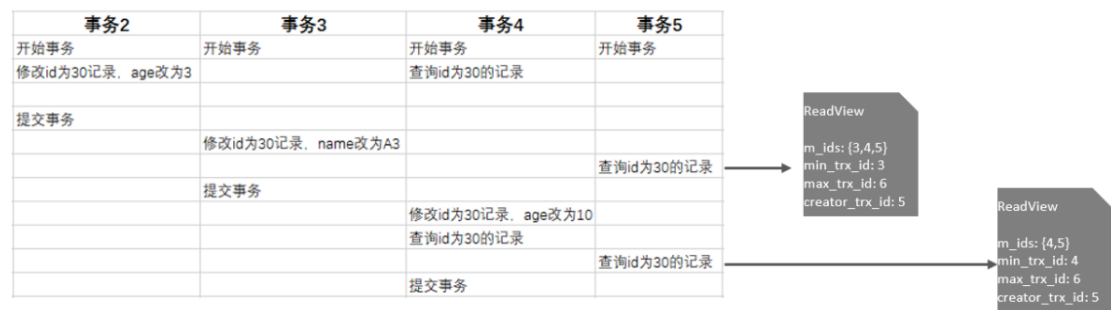 事务2 事务3 事务4 事务5
开始事务 开始事务 开始事务 开始事务
修改id为30记录，age改为3 查询id为30的记录
提交事务
修改id为30记录，name改为A3
查询id为30的记录
提交事务
修改id为30记录，age改为10
查询id为30的记录
查询id为30的记录
提交事务
ReadView
m_ids: {3,4,5}
min_trx_id: 3
max_trx_id: 6
creator_trx_id: 5
ReadView
m_ids: {4,5}
min_trx_id: 4
max_trx_id: 6
creator_trx_id: 5